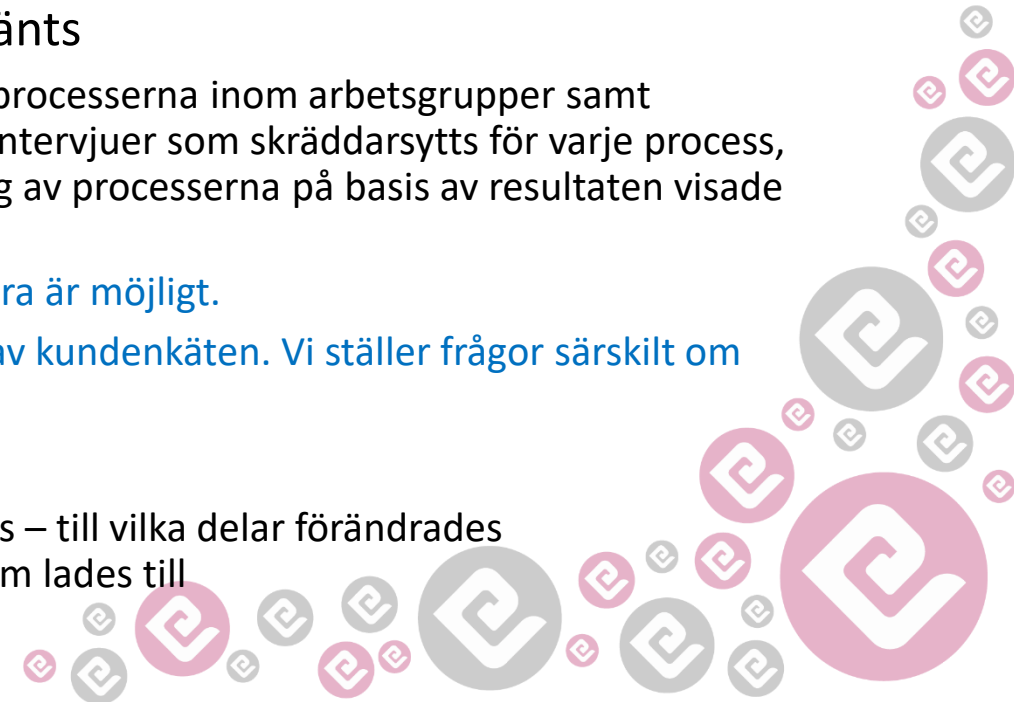 änts
processerna inom arbetsgrupper samt
ntervjuer som skräddarsytts för varje process,
g av processerna på basis av resultaten visade
ra är möjligt.
av kundenkäten. Vi ställer frågor särskilt om
s – till vilka delar förändrades
m lades till